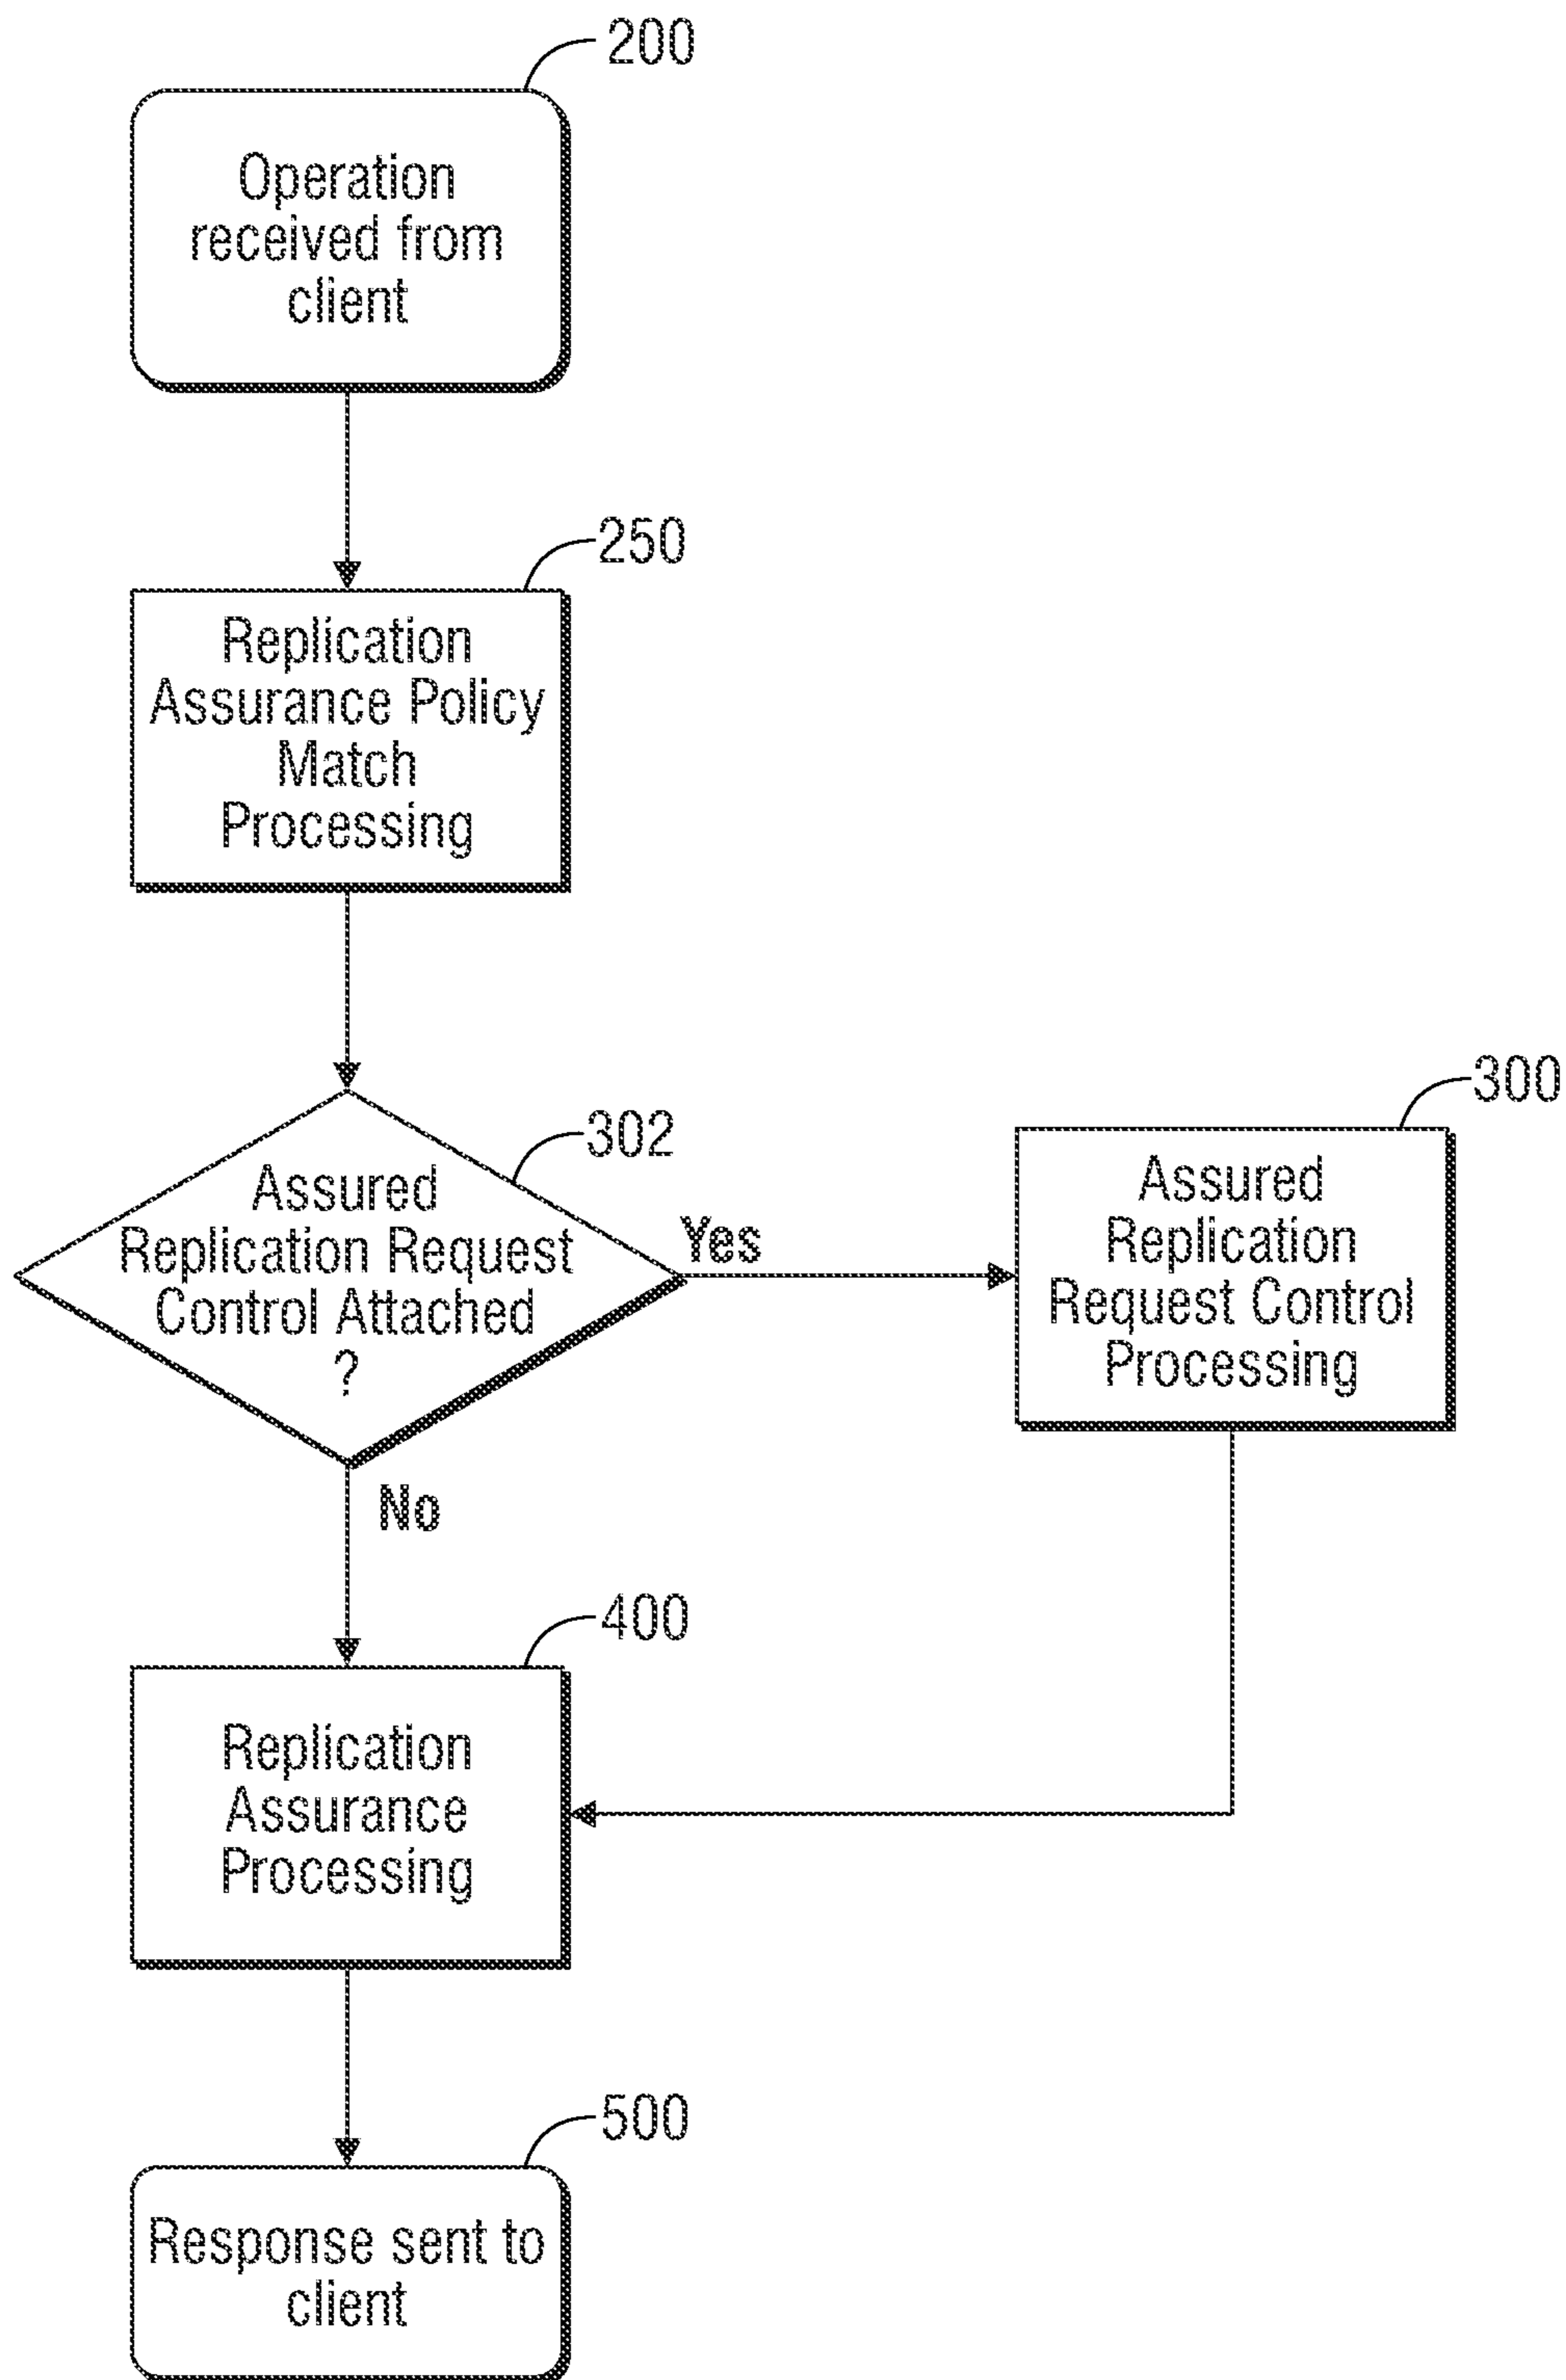 200
Operation
received from
client
250
Replication
Assurance Policy
Match
Processing
302
Assured
Replication Request
Control Attached
?
Yes
300
Assured
Replication
Request Control
Processing
No
400
Replication
Assurance
Processing
500
Response sent to
client